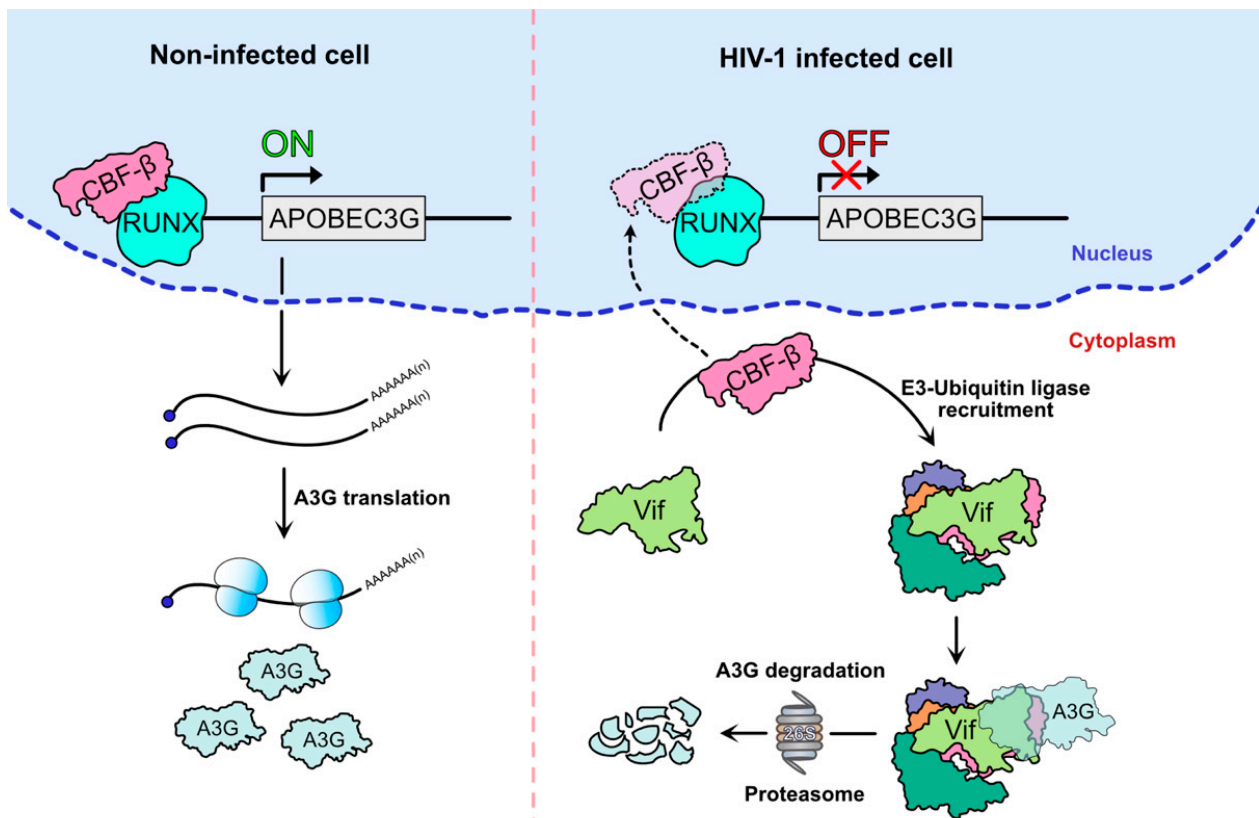 Non-infected cell
ON
CBF-β
RUNX
APOBEC3G
AAAAAA(n)
AAAAAA(n)
A3G translation
AAAAAA(n)
A3G
A3G
A3G
HIV-1 infected cell
OFF
CBF-β
RUNX
APOBEC3G
Nucleus
Cytoplasm
CBF-β
E3-Ubiquitin ligase
recruitment
Vif
Vif
A3G degradation
26S
Proteasome
Vif
A3G